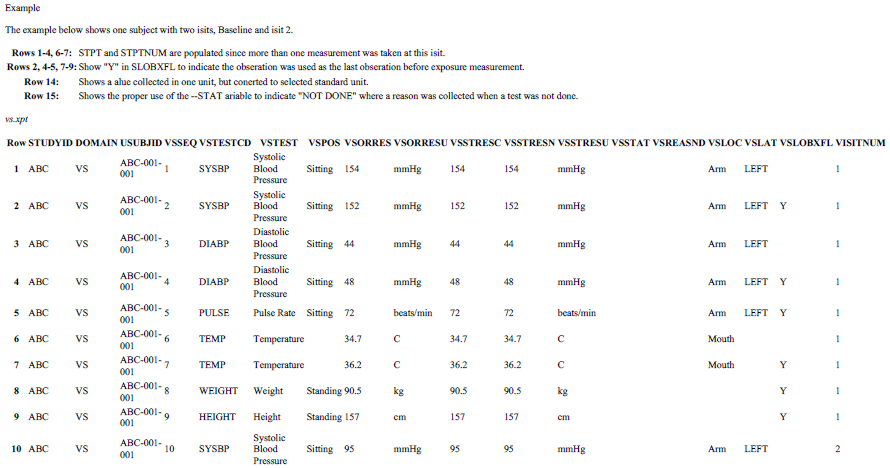 Example
The example below shows one subject with two isits, Baseline and isit 2.
Rows 1-4, 6-7: STPT and STPTNUM are populated since more than one measurement was taken at this isit.
Rows 2, 4-5, 7-9: Show "Y" in SLOBXFL to indicate the obseration was used as the last obseration before exposure measurement.
Row 14: Shows a alue collected in one unit, but conerted to selected standard unit.
Row 15: Shows the proper use of the --STAT ariable to indicate "NOT DONE" where a reason was collected when a test was not done.
vs.xpt
Row STUDYID DOMAIN USUBJID VSSEQ VSTESTCD VSTEST VSPOS VSORRES VSORRESU VSSTRESC VSSTRESN VSSTRESU VSSTAT VSREASND VSLOC VSLAT VSLOBXFL VISITNUM
1 ABC VS ABC-001-001 1 SYSBP Systolic Blood Pressure Sitting 154 mmHg 154 154 mmHg Arm LEFT 1
2 ABC VS ABC-001-001 2 SYSBP Systolic Blood Pressure Sitting 152 mmHg 152 152 mmHg Arm LEFT Y 1
3 ABC VS ABC-001-001 3 DIABP Diastolic Blood Pressure Sitting 44 mmHg 44 44 mmHg Arm LEFT 1
4 ABC VS ABC-001-001 4 DIABP Diastolic Blood Pressure Sitting 48 mmHg 48 48 mmHg Arm LEFT Y 1
5 ABC VS ABC-001-001 5 PULSE Pulse Rate Sitting 72 beats/min 72 72 beats/min Arm LEFT Y 1
6 ABC VS ABC-001-001 6 TEMP Temperature 34.7 C 34.7 34.7 C Mouth 1
7 ABC VS ABC-001-001 7 TEMP Temperature 36.2 C 36.2 36.2 C Mouth Y 1
8 ABC VS ABC-001-001 8 WEIGHT Weight Standing 90.5 kg 90.5 90.5 kg Y 1
9 ABC VS ABC-001-001 9 HEIGHT Height Standing 157 cm 157 157 cm Y 1
10 ABC VS ABC-001-001 10 SYSBP Systolic Blood Pressure Sitting 95 mmHg 95 95 mmHg Arm LEFT 2